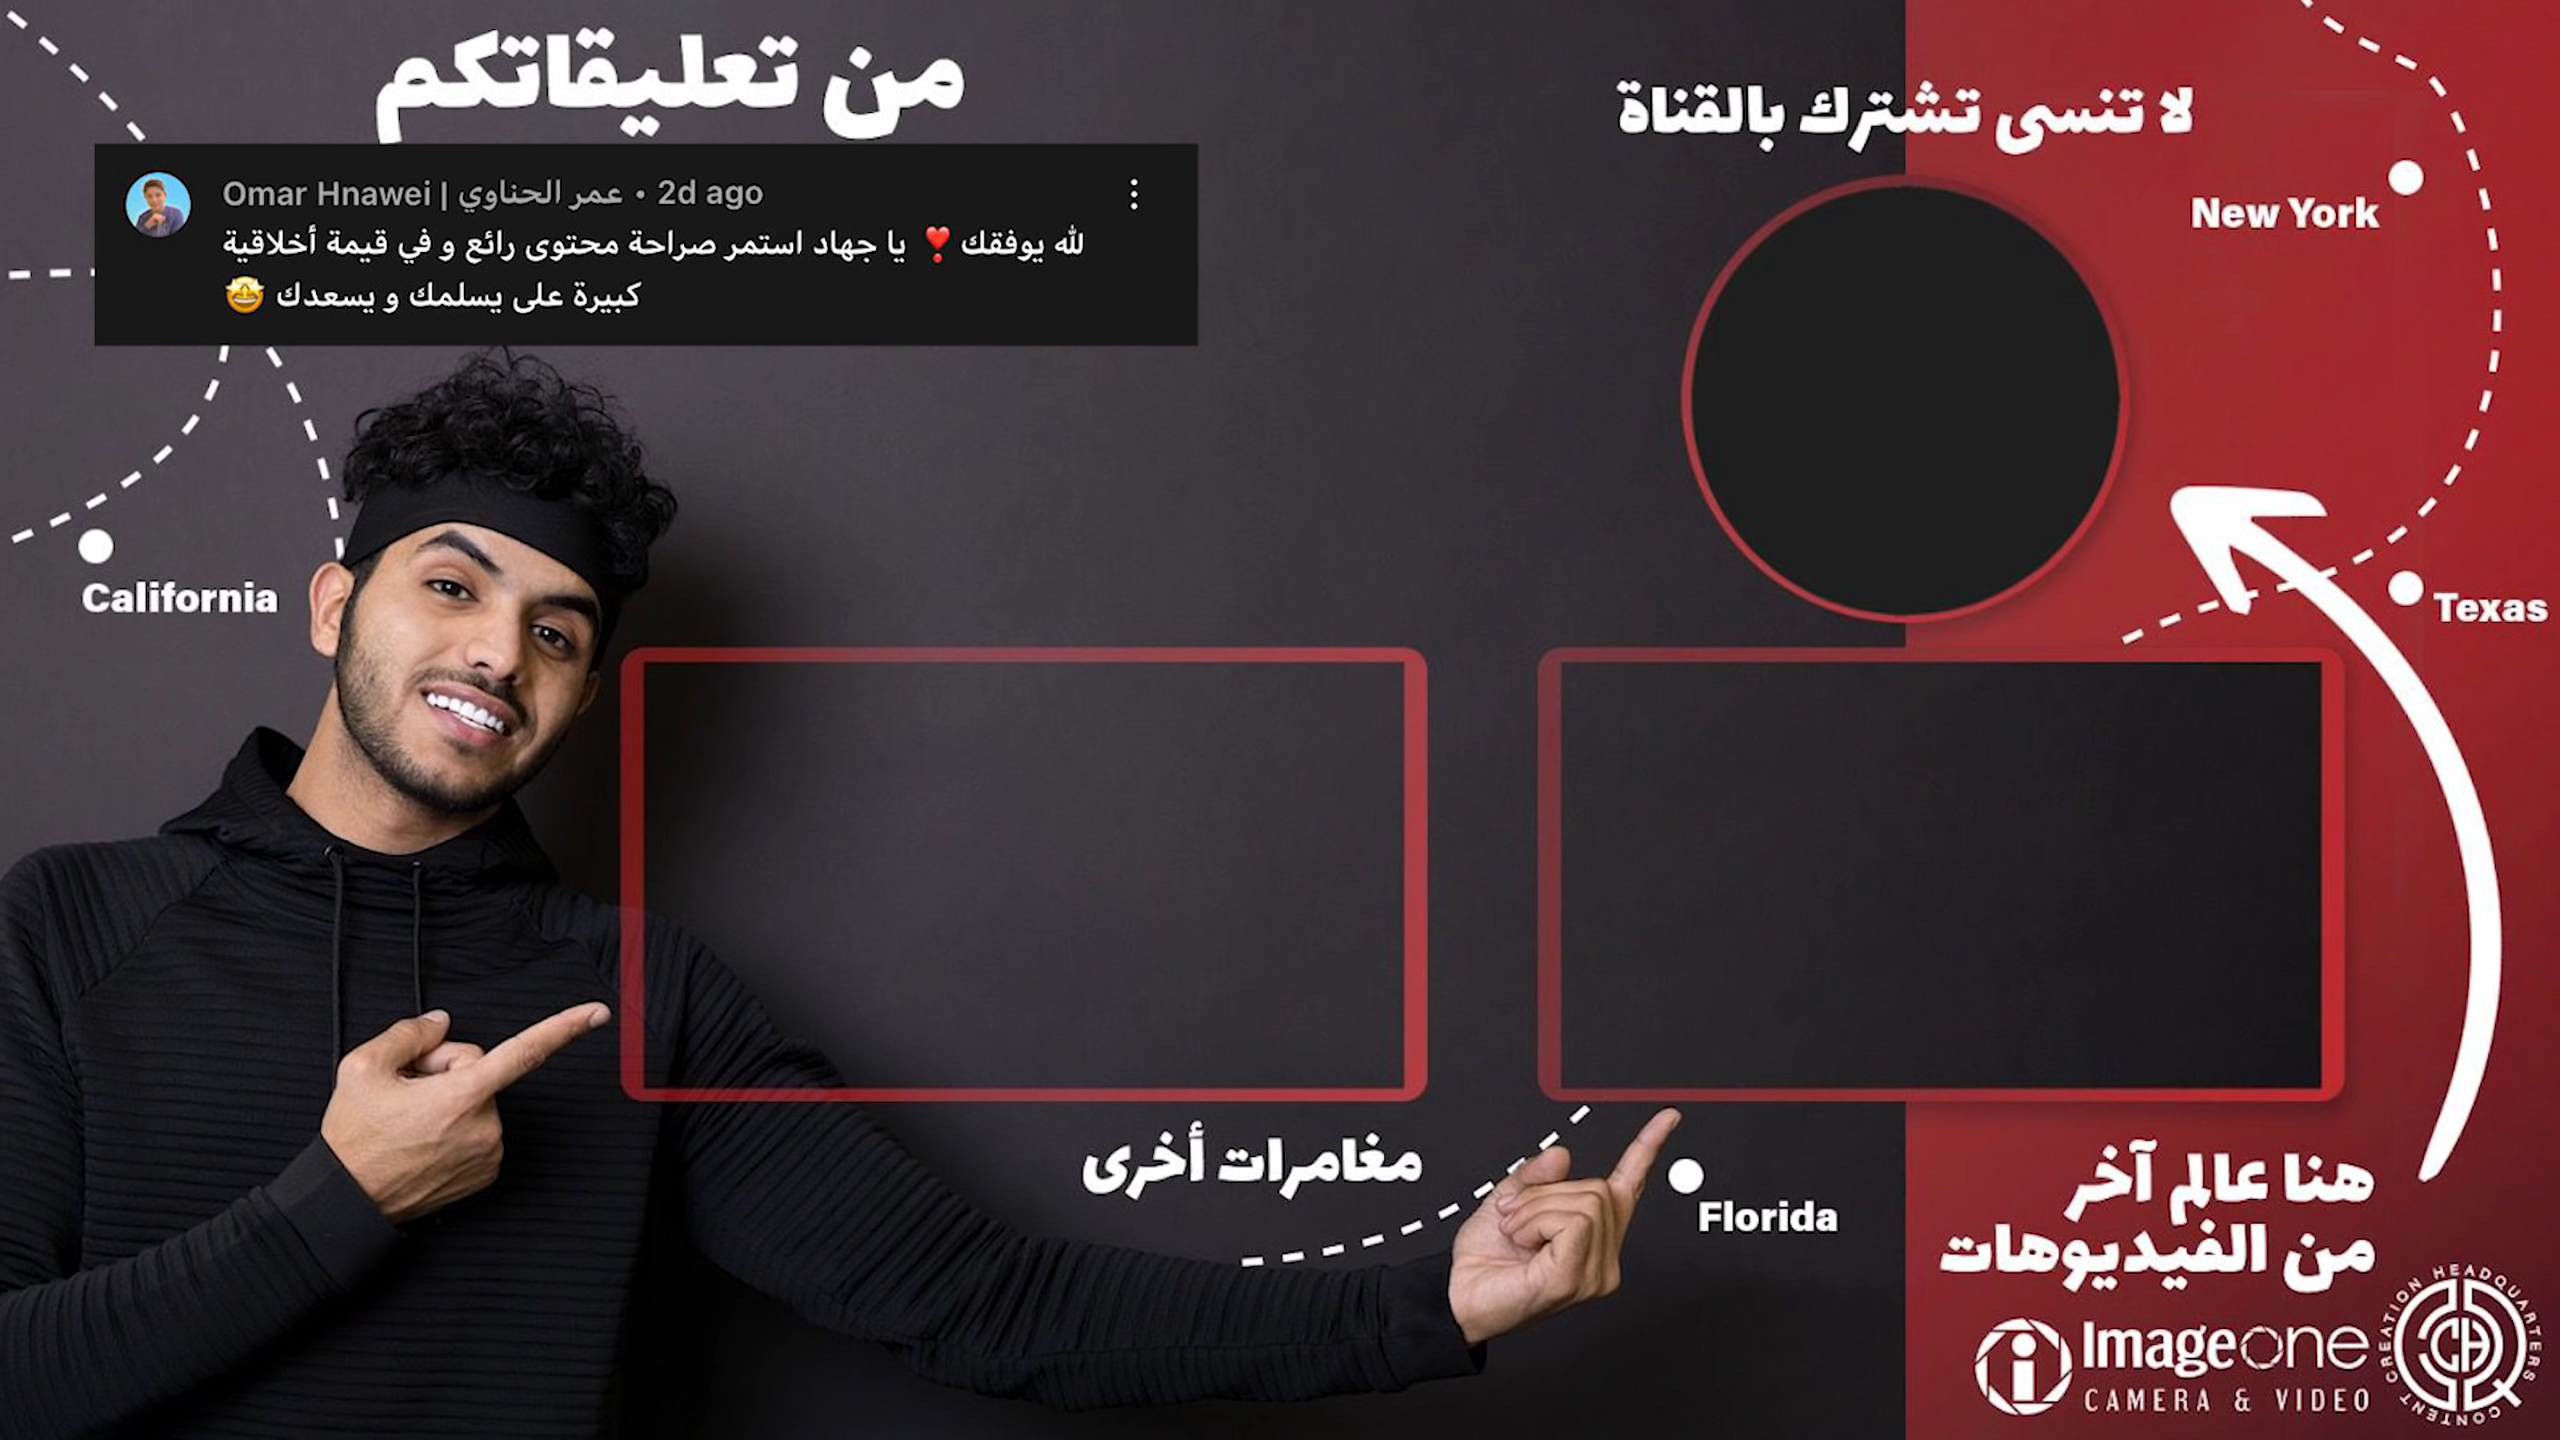 من تعليقاتكم
Omar Hnawei | عمر الحناوي • 2d ago
لله يوفقك❣️ يا جهاد استمر صراحة محتوى رائع و في قيمة أخلاقية
كبيرة على يسلمك و يسعدك 🤩
لا تنسى تشترك بالقناة
New York
California
Texas
مغامرات أخرى
Florida
هنا عالم آخر
من الفيديوهات
Imageone
CAMERA & VIDEO
CONTENT CREATION HEADQUARTERS
CHQ